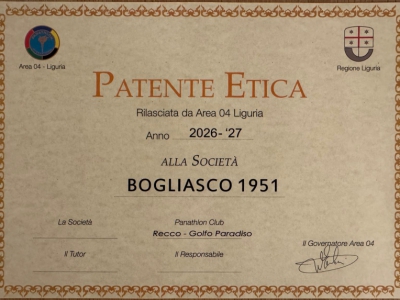 Area 04 - Liguria
Regione Liguria
PATENTE ETICA
Rilasciata da Area 04 Liguria
Anno 2026-'27
ALLA SOCIETÀ
BOGLIASCO 1951
La Società
Panathlon Club
Recco - Golfo Paradiso
Il Governatore Area 04
Il Tutor
Il Responsabile